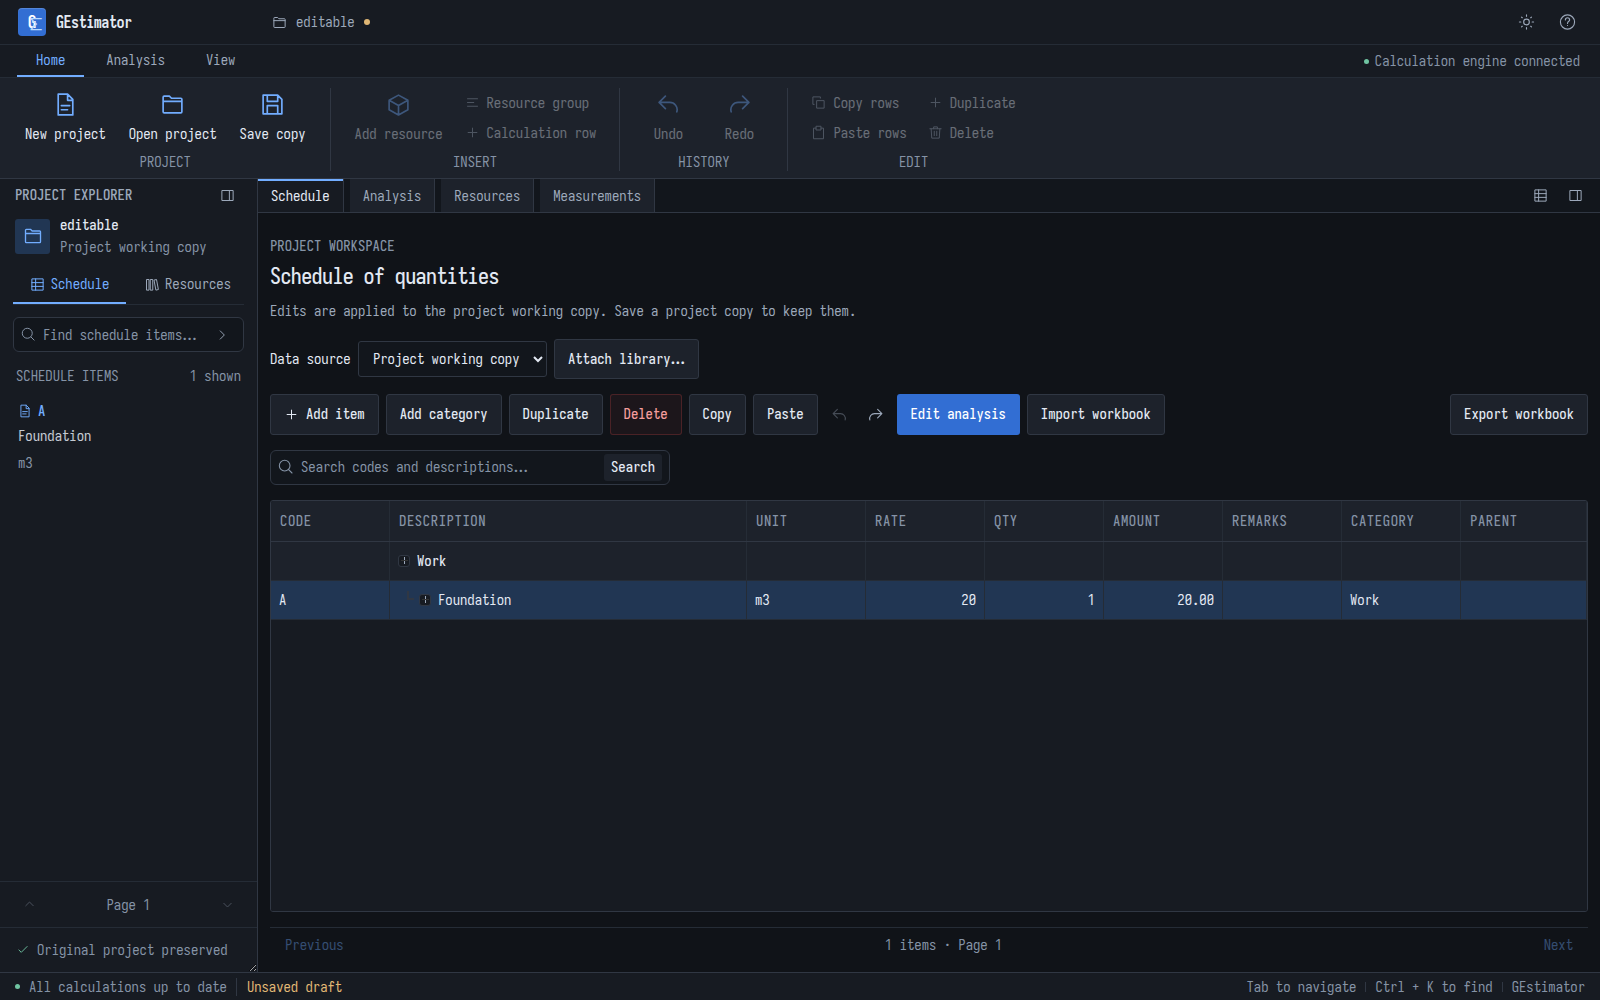 GEstimator
editable
Home Analysis View
Calculation engine connected
New project Open project Save copy
PROJECT
Add resource
Resource group
Calculation row
INSERT
Undo Redo
HISTORY
Copy rows Duplicate
Paste rows Delete
EDIT
PROJECT EXPLORER
editable
Project working copy
Schedule Resources
Find schedule items...
SCHEDULE ITEMS 1 shown
A
Foundation
m3
Page 1
Original project preserved
Schedule Analysis Resources Measurements
PROJECT WORKSPACE
Schedule of quantities
Edits are applied to the project working copy. Save a project copy to keep them.
Data source Project working copy Attach library...
Add item Add category Duplicate Delete Copy Paste Edit analysis Import workbook Export workbook
Search codes and descriptions... Search
CODE DESCRIPTION UNIT RATE QTY AMOUNT REMARKS CATEGORY PARENT
Work
A Foundation m3 20 1 20.00 Work
Previous 1 items · Page 1 Next
All calculations up to date Unsaved draft Tab to navigate Ctrl + K to find GEstimator